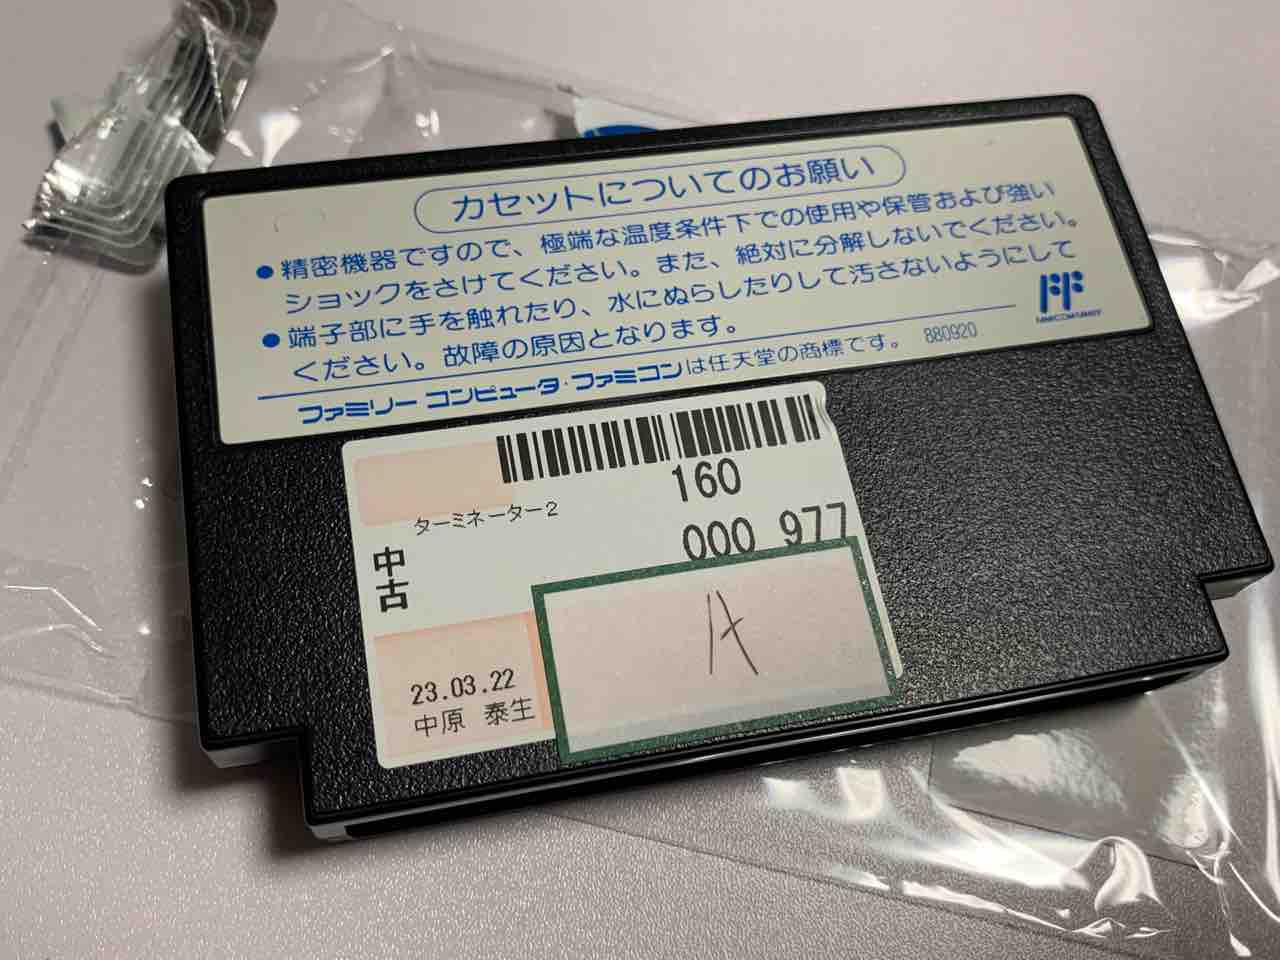 カセットについてのお願い
●精密機器ですので、極端な温度条件下での使用や保管および強い
ショックをさけてください。また、絶対に分解しないでください。
●端子部に手を触れたり、水にぬらしたりして汚さないようにして
ください。故障の原因となります。
ファミリー コンピュータ・ファミコンは任天堂の商標です。 880920
FF
160
ターミネーター2
000 977
中古
A
23.03.22
中原 泰生